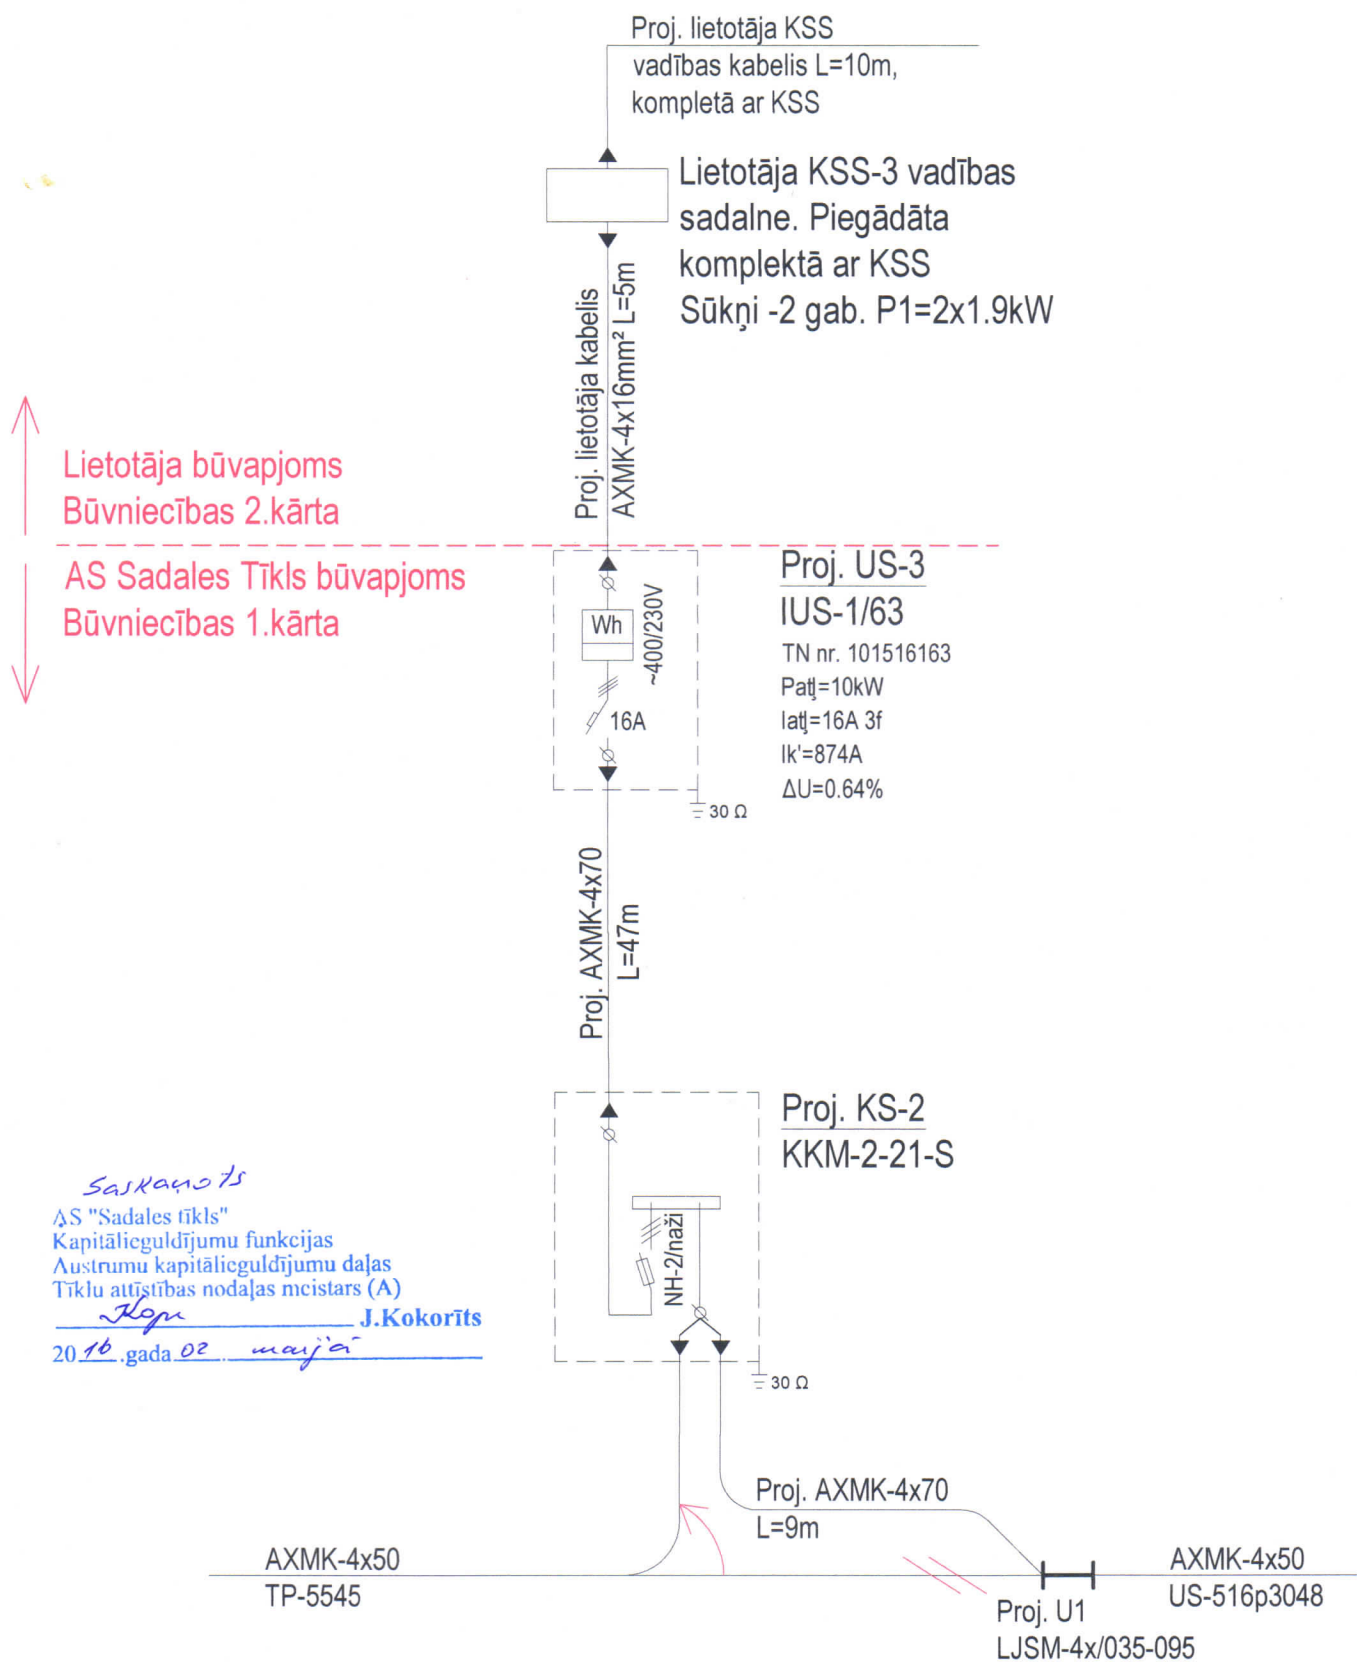 Proj. lietotāja KSS
vadības kabelis L=10m,
kompletā ar KSS
Lietotāja KSS-3 vadības
sadalne. Piegādāta
komplektā ar KSS
Sūkņi -2 gab. P1=2x1.9kW
Proj. lietotāja kabelis
AXMK-4x16mm² L=5m
Lietotāja būvapjoms
Būvniecības 2.kārta
AS Sadales Tīkls būvapjoms
Būvniecības 1.kārta
Wh
~400/230V
16A
30 Ω
Proj. US-3
IUS-1/63
TN nr. 101516163
Patļ=10kW
Iatļ=16A 3f
Ik'=874A
ΔU=0.64%
Proj. AXMK-4x70
L=47m
Proj. KS-2
KKM-2-21-S
NH-2/naži
30 Ω
Saskaņots
AS "Sadales tīkls"
Kapitālieguldījumu funkcijas
Austrumu kapitālieguldījumu daļas
Tīklu attīstības nodaļas meistars (A)
J.Kokorīts
2016.gada 02. maijā
Proj. AXMK-4x70
L=9m
AXMK-4x50
TP-5545
AXMK-4x50
US-516p3048
Proj. U1
LJSM-4x/035-095